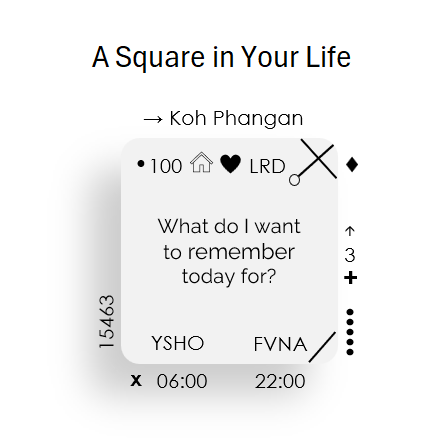 A Square in Your Life
→ Koh Phangan
• 100 LRD
What do I want
to remember
today for?
↑
3
+
15463
YSHO FVNA
x 06:00 22:00